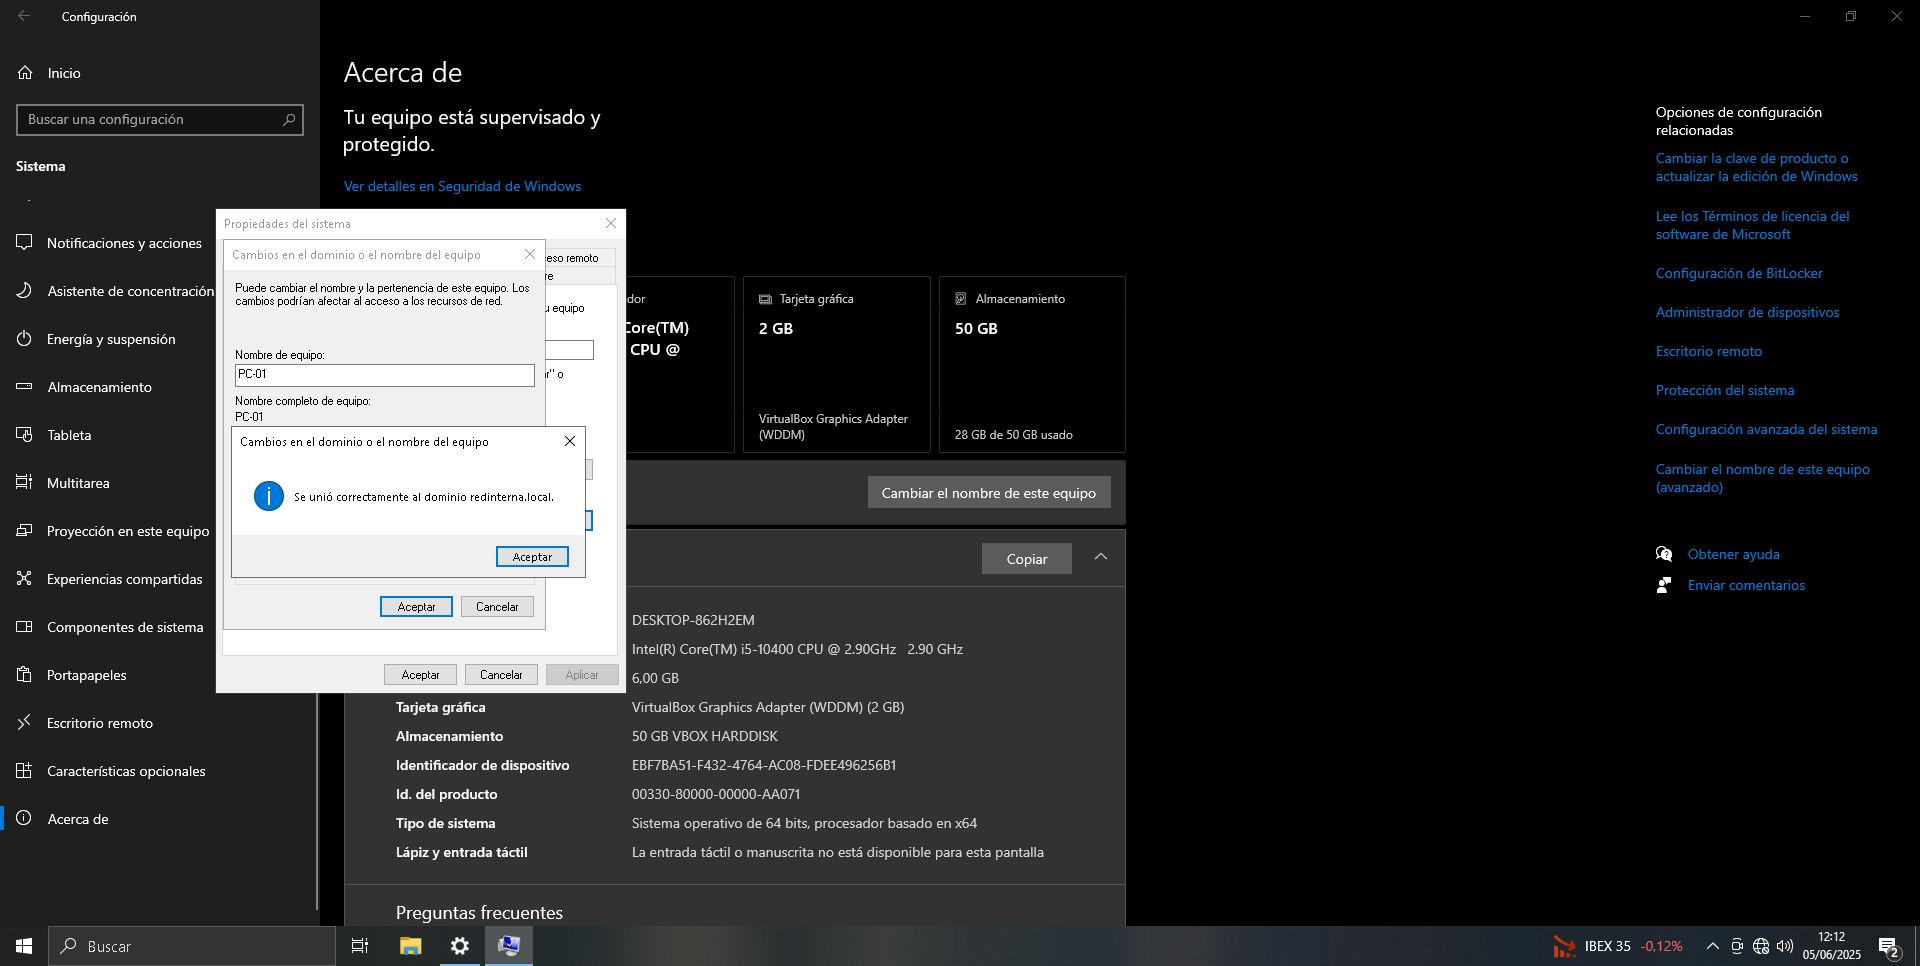 Configuración
Inicio
Buscar una configuración
Sistema
Notificaciones y acciones
Asistente de concentración
Energía y suspensión
Almacenamiento
Tableta
Multitarea
Proyección en este equipo
Experiencias compartidas
Componentes de sistema
Portapapeles
Escritorio remoto
Características opcionales
Acerca de
Acerca de
Tu equipo está supervisado y
protegido.
Ver detalles en Seguridad de Windows
Propiedades del sistema
eso remoto
re
u equipo
r" o
Aceptar
Cancelar
Aplicar
Cambios en el dominio o el nombre del equipo
Puede cambiar el nombre y la pertenencia de este equipo. Los
cambios podrían afectar al acceso a los recursos de red.
Nombre de equipo:
PC-01
Nombre completo de equipo:
PC-01
Aceptar
Cancelar
Cambios en el dominio o el nombre del equipo
Se unió correctamente al dominio redinterna.local.
Aceptar
dor
Core(TM)
CPU @
Tarjeta gráfica
2 GB
VirtualBox Graphics Adapter
(WDDM)
Almacenamiento
50 GB
28 GB de 50 GB usado
Cambiar el nombre de este equipo
Copiar
DESKTOP-862H2EM
Intel(R) Core(TM) i5-10400 CPU @ 2.90GHz 2.90 GHz
6,00 GB
Tarjeta gráfica VirtualBox Graphics Adapter (WDDM) (2 GB)
Almacenamiento 50 GB VBOX HARDDISK
Identificador de dispositivo EBF7BA51-F432-4764-AC08-FDEE496256B1
Id. del producto 00330-80000-00000-AA071
Tipo de sistema Sistema operativo de 64 bits, procesador basado en x64
Lápiz y entrada táctil La entrada táctil o manuscrita no está disponible para esta pantalla
Preguntas frecuentes
Opciones de configuración
relacionadas
Cambiar la clave de producto o
actualizar la edición de Windows
Lee los Términos de licencia del
software de Microsoft
Configuración de BitLocker
Administrador de dispositivos
Escritorio remoto
Protección del sistema
Configuración avanzada del sistema
Cambiar el nombre de este equipo
(avanzado)
Obtener ayuda
Enviar comentarios
Buscar
IBEX 35 -0,12%
12:12
05/06/2025
2